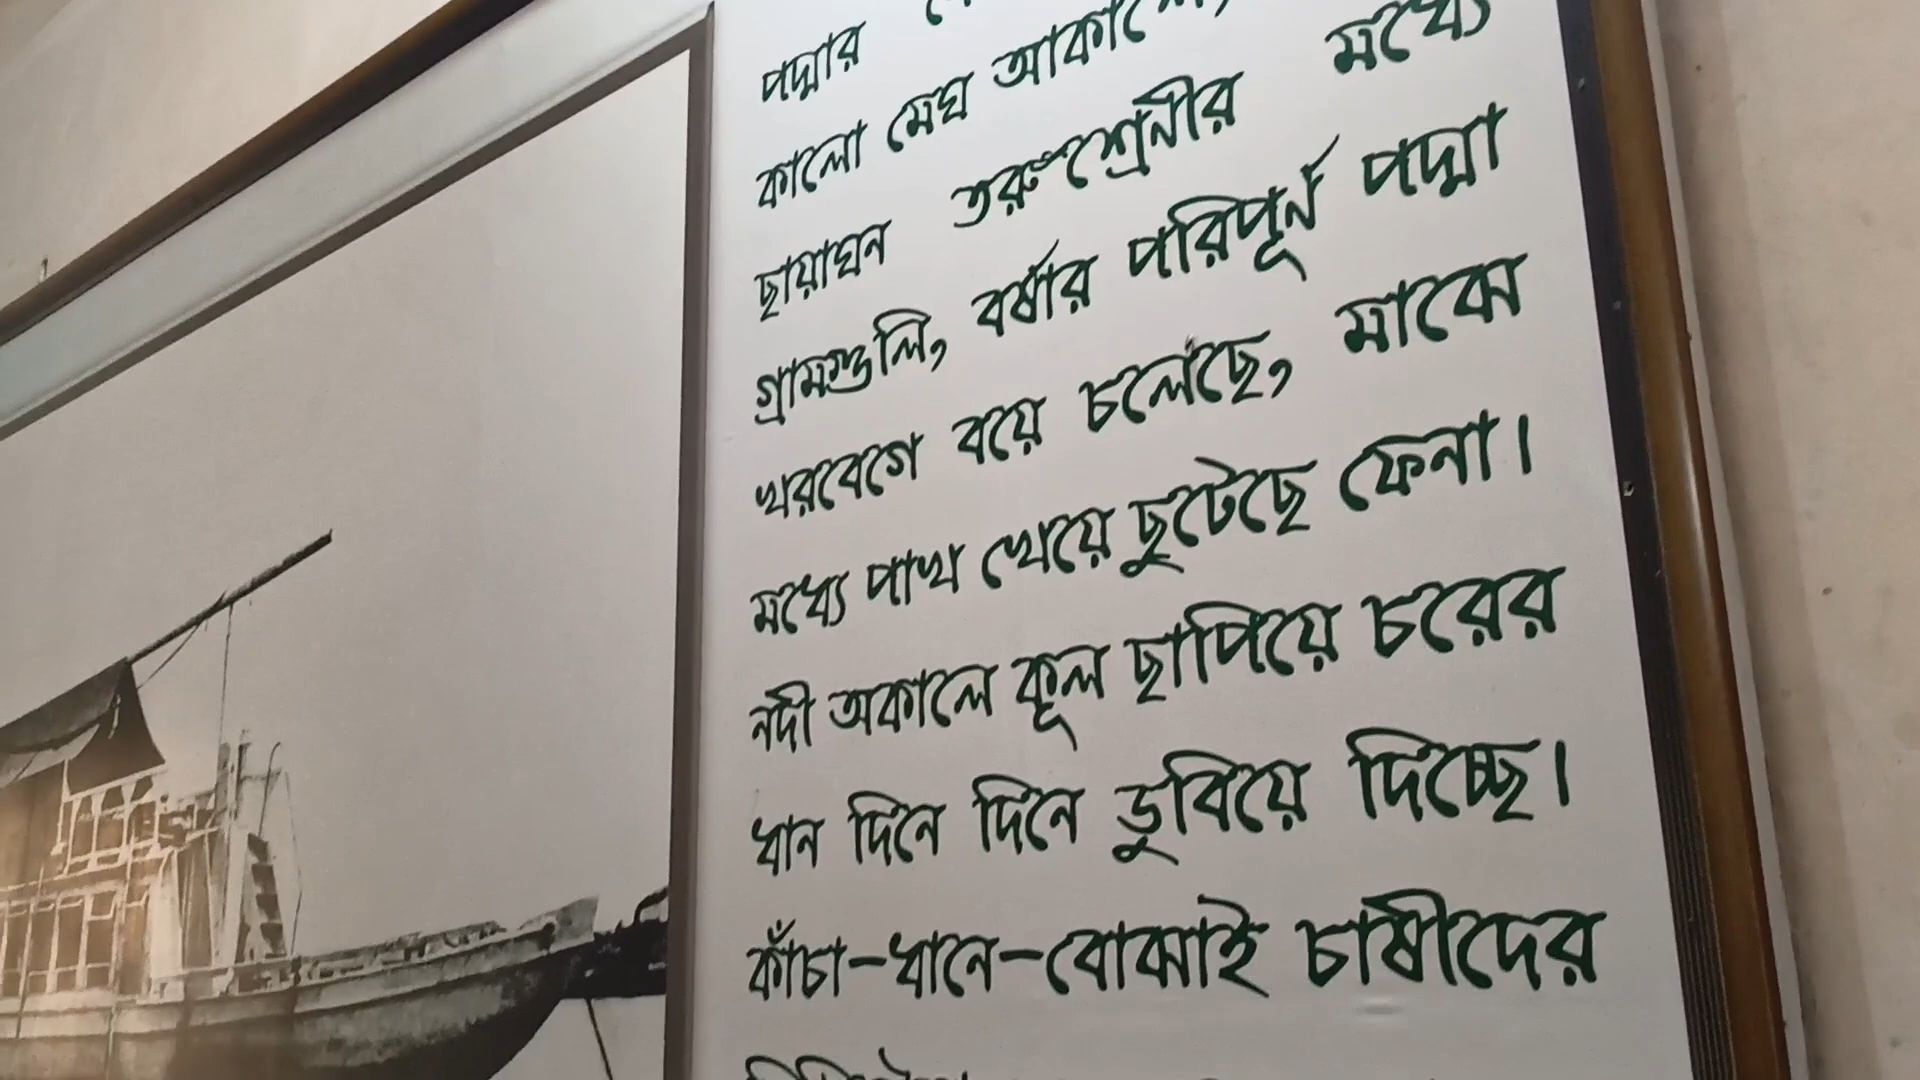 পদ্মার
কালো মেঘ আকাশে,
ছায়াঘন তরুশ্রেনীর মধ্যে
গ্রামগুলি, বর্ষার পরিপূর্ন পদ্মা
খরবেগে বয়ে চলেছে, মাঝে
মধ্যে পাখ খেয়ে ছুটেছে ফেনা।
নদী অকালে কূল ছাপিয়ে চরের
ধান দিনে দিনে ডুবিয়ে দিচ্ছে।
কাঁচা-ধানে-বোঝাই চাষীদের